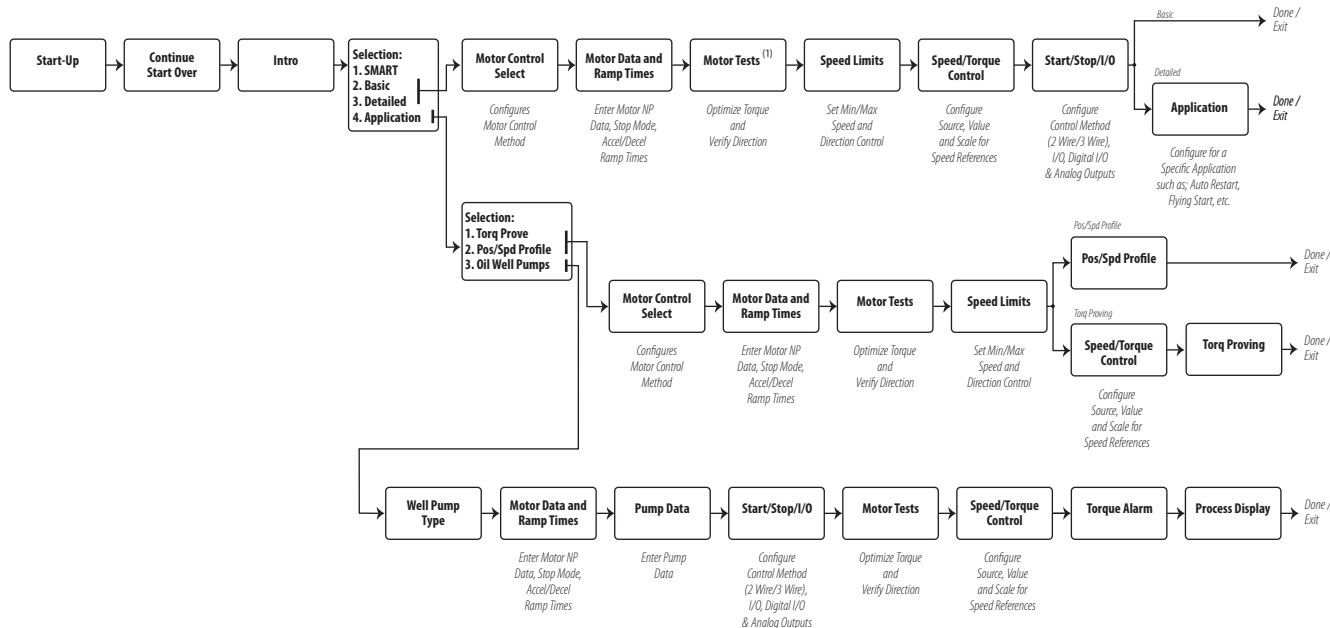 Start-Up
Continue
Start Over
Intro
Selection:
1. SMART
2. Basic
3. Detailed
4. Application
Motor Control
Select
Configures
Motor Control
Method
Motor Data and
Ramp Times
Enter Motor NP
Data, Stop Mode,
Accel/Decel
Ramp Times
Motor Tests (1)
Optimize Torque
and
Verify Direction
Speed Limits
Set Min/Max
Speed and
Direction Control
Speed/Torque
Control
Configure
Source, Value
and Scale for
Speed References
Start/Stop/I/O
Configure
Control Method
(2 Wire/3 Wire),
I/O, Digital I/O
& Analog Outputs
Basic
Done /
Exit
Detailed
Application
Done /
Exit
Configure for a
Specific Application
such as; Auto Restart,
Flying Start, etc.
Selection:
1. Torq Prove
2. Pos/Spd Profile
3. Oil Well Pumps
Motor Control
Select
Configures
Motor Control
Method
Motor Data and
Ramp Times
Enter Motor NP
Data, Stop Mode,
Accel/Decel
Ramp Times
Motor Tests
Optimize Torque
and
Verify Direction
Speed Limits
Set Min/Max
Speed and
Direction Control
Pos/Spd Profile
Pos/Spd Profile
Done /
Exit
Torq Proving
Speed/Torque
Control
Configure
Source, Value
and Scale for
Speed References
Torq Proving
Done /
Exit
Well Pump
Type
Motor Data and
Ramp Times
Enter Motor NP
Data, Stop Mode,
Accel/Decel
Ramp Times
Pump Data
Enter Pump
Data
Start/Stop/I/O
Configure
Control Method
(2 Wire/3 Wire),
I/O, Digital I/O
& Analog Outputs
Motor Tests
Optimize Torque
and
Verify Direction
Speed/Torque
Control
Configure
Source, Value
and Scale for
Speed References
Torque Alarm
Process Display
Done /
Exit